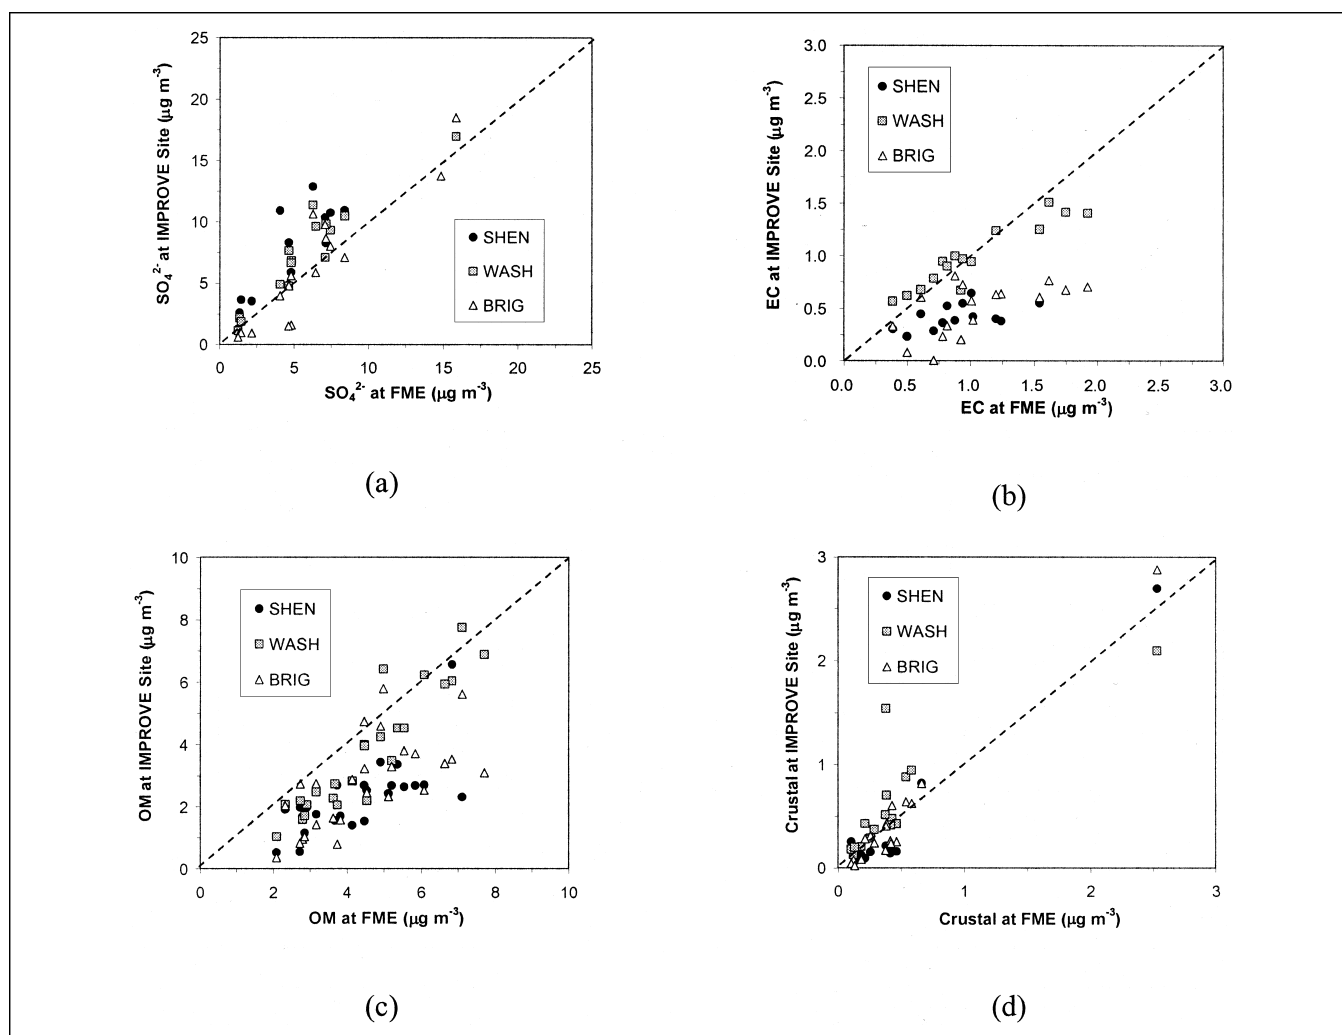 25
20
15
10
5
0
0 5 10 15 20 25
SO₄²⁻ at IMPROVE Site (μg m⁻³)
SO₄²⁻ at FME (μg m⁻³)
SHEN
WASH
BRIG
(a)
3.0
2.5
2.0
1.5
1.0
0.5
0.0
0.0 0.5 1.0 1.5 2.0 2.5 3.0
EC at IMPROVE Site (μg m⁻³)
EC at FME (μg m⁻³)
SHEN
WASH
BRIG
(b)
10
8
6
4
2
0
0 2 4 6 8 10
OM at IMPROVE Site (μg m⁻³)
OM at FME (μg m⁻³)
SHEN
WASH
BRIG
(c)
3
2
1
0
0 1 2 3
Crustal at IMPROVE Site (μg m⁻³)
Crustal at FME (μg m⁻³)
SHEN
WASH
BRIG
(d)